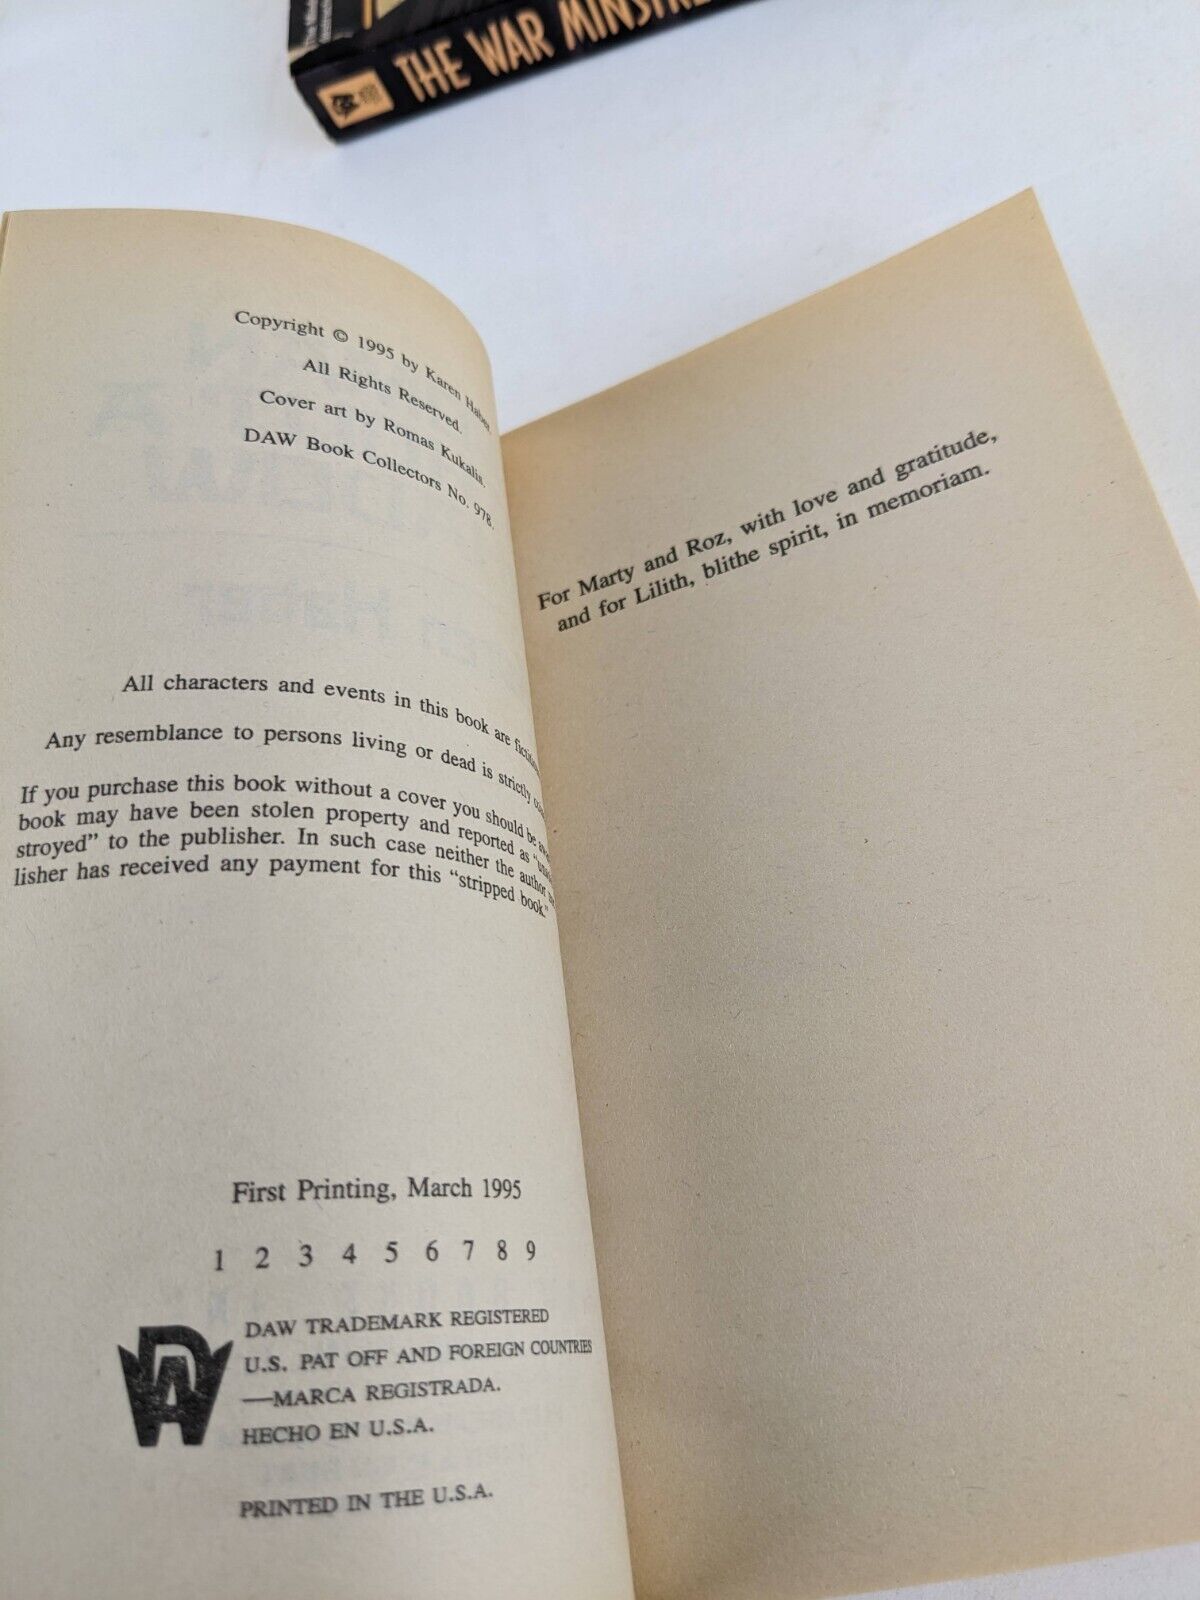 THE WAR MINSTRE
Copyright © 1995 by Karen Haber.
All Rights Reserved.
Cover art by Romas Kukalis.
DAW Book Collectors No. 978.
All characters and events in this book are
Any resemblance to persons living or dead is strictly
If you purchase this book without a cover you should be
book may have been stolen property and reported as
stroyed” to the publisher. In such case neither the author
lisher has received any payment for this “stripped book.”
First Printing, March 1995
1 2 3 4 5 6 7 8 9
DAW
DAW TRADEMARK REGISTERED
U.S. PAT OFF AND FOREIGN COUNTRIES
—MARCA REGISTRADA.
HECHO EN U.S.A.
PRINTED IN THE U.S.A.
For Marty and Roz, with love and gratitude,
and for Lilith, blithe spirit, in memoriam.